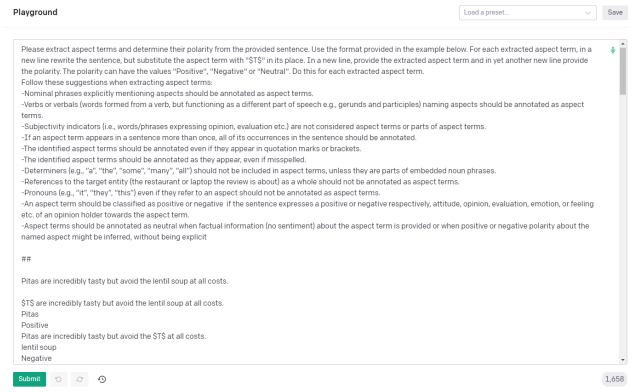 Playground
Load a preset...
Save
Please extract aspect terms and determine their polarity from the provided sentence. Use the format provided in the example below. For each extracted aspect term, in a
new line rewrite the sentence, but substitute the aspect term with "$T$" in its place. In a new line, provide the extracted aspect term and in yet another new line provide
the polarity. The polarity can have the values "Positive", "Negative" or "Neutral". Do this for each extracted aspect term.
Follow these suggestions when extracting aspect terms:
-Nominal phrases explicitly mentioning aspects should be annotated as aspect terms.
-Verbs or verbals (words formed from a verb, but functioning as a different part of speech e.g., gerunds and participles) naming aspects should be annotated as aspect
terms.
-Subjectivity indicators (i.e., words/phrases expressing opinion, evaluation etc.) are not considered aspect terms or parts of aspect terms.
-If an aspect term appears in a sentence more than once, all of its occurrences in the sentence should be annotated.
-The identified aspect terms should be annotated even if they appear in quotation marks or brackets.
-The identified aspect terms should be annotated as they appear, even if misspelled.
-Determiners (e.g., "a", "the", "some", "many", "all") should not be included in aspect terms, unless they are parts of embedded noun phrases.
-References to the target entity (the restaurant or laptop the review is about) as a whole should not be annotated as aspect terms.
-Pronouns (e.g., "it", "they", "this") even if they refer to an aspect should not be annotated as aspect terms.
-An aspect term should be classified as positive or negative if the sentence expresses a positive or negative respectively, attitude, opinion, evaluation, emotion, or feeling
etc. of an opinion holder towards the aspect term.
-Aspect terms should be annotated as neutral when factual information (no sentiment) about the aspect term is provided or when positive or negative polarity about the
named aspect might be inferred, without being explicit
##
Pitas are incredibly tasty but avoid the lentil soup at all costs.
$T$ are incredibly tasty but avoid the lentil soup at all costs.
Pitas
Positive
Pitas are incredibly tasty but avoid the $T$ at all costs.
lentil soup
Negative
Submit
1,658